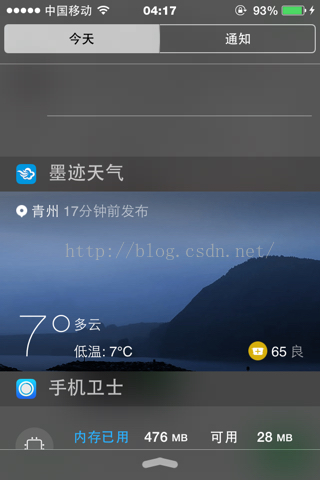 中国移动 04:17 93%
今天 通知
墨迹天气
青州 17分钟前发布
http://blog.csdn.net/
7° 多云
低温: 7°C 65 良
手机卫士
内存已用 476 MB 可用 28 MB